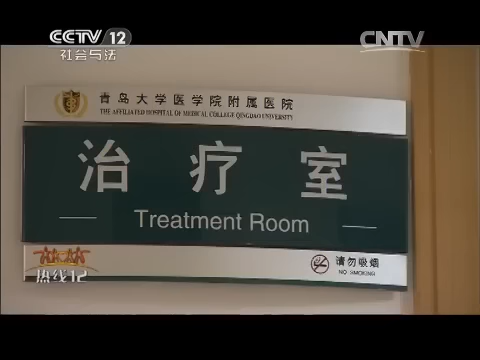 CCTV 12
社会与法
CNTV
青岛大学医学院附属医院
THE AFFILIATED HOSPITAL OF MEDICAL COLLEGE QINGDAO UNIVERSITY
治疗室
Treatment Room
热线12
请勿吸烟
NO SMOKING